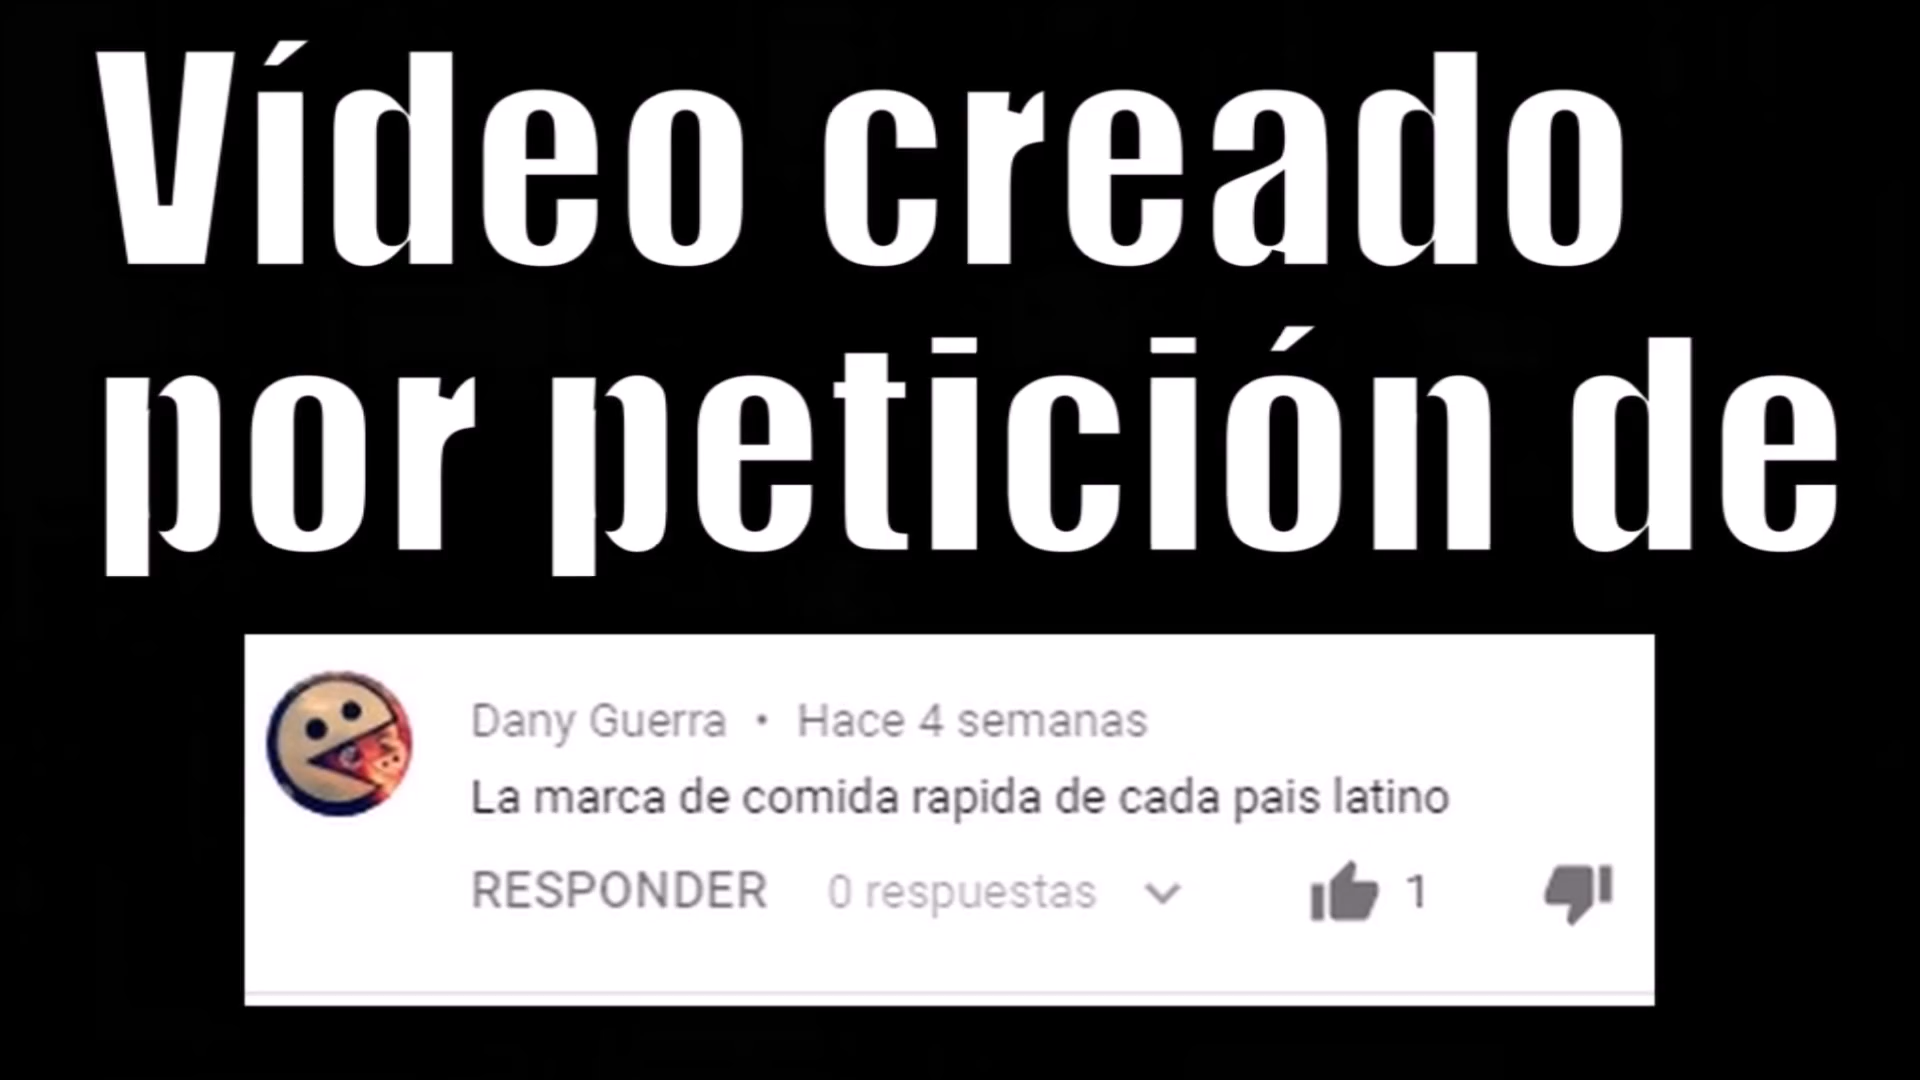 Vídeo creado
por petición de
Dany Guerra • Hace 4 semanas
La marca de comida rapida de cada pais latino
RESPONDER 0 respuestas 1